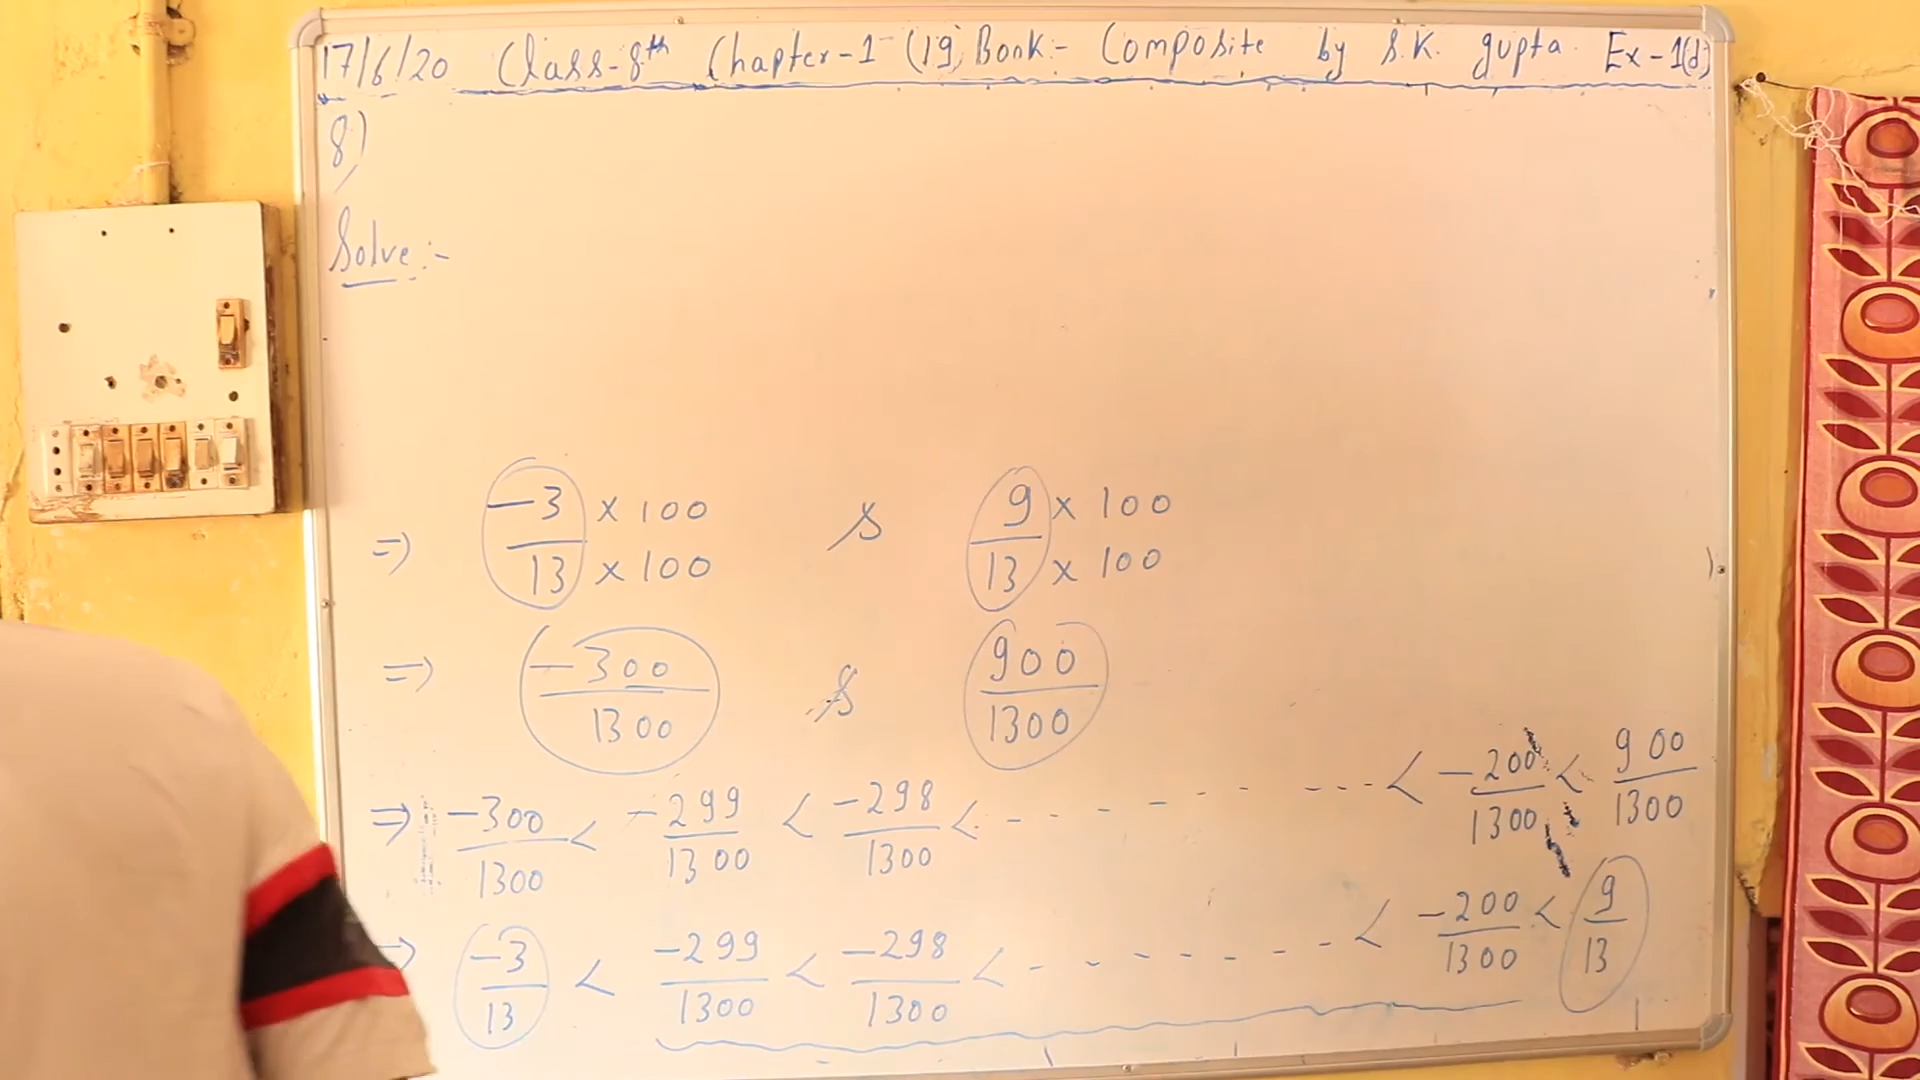 17/6/20 Class-8th Chapter-1 (19) Book:- Composite by S.K. gupta. Ex-1(d)
8)
Solve:-
=) -3 × 100 / 13 × 100 & 9 × 100 / 13 × 100
=) -300/1300 & 900/1300
=) -300/1300 < -299/1300 < -298/1300 < - - - - - - - - - < -200/1300 < 900/1300
=) -3/13 < -299/1300 < -298/1300 < - - - - - - - < -200/1300 < 9/13